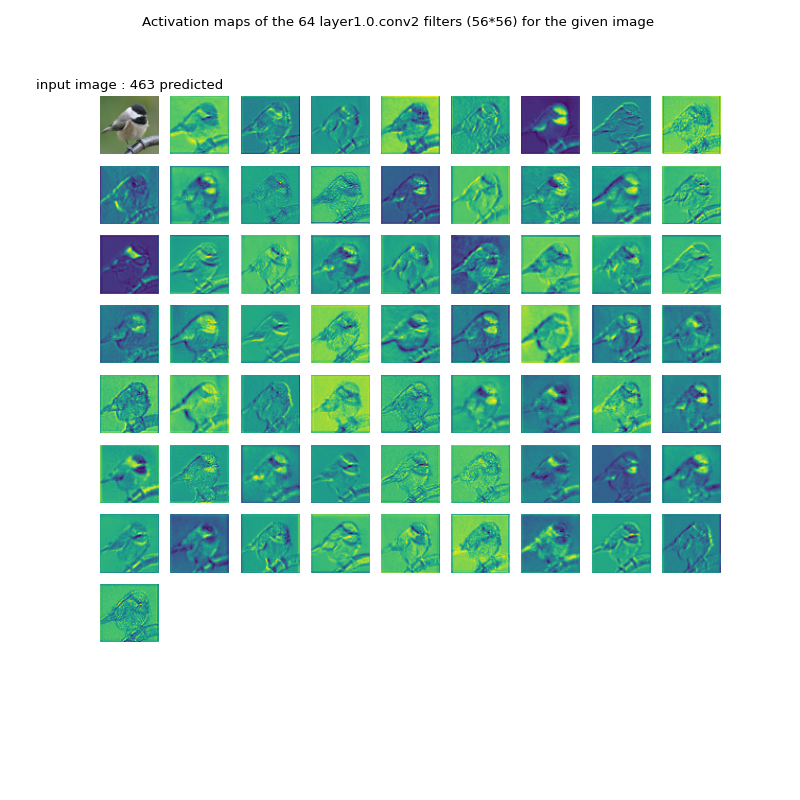 Activation maps of the 64 layer1.0.conv2 filters (56*56) for the given image
input image : 463 predicted